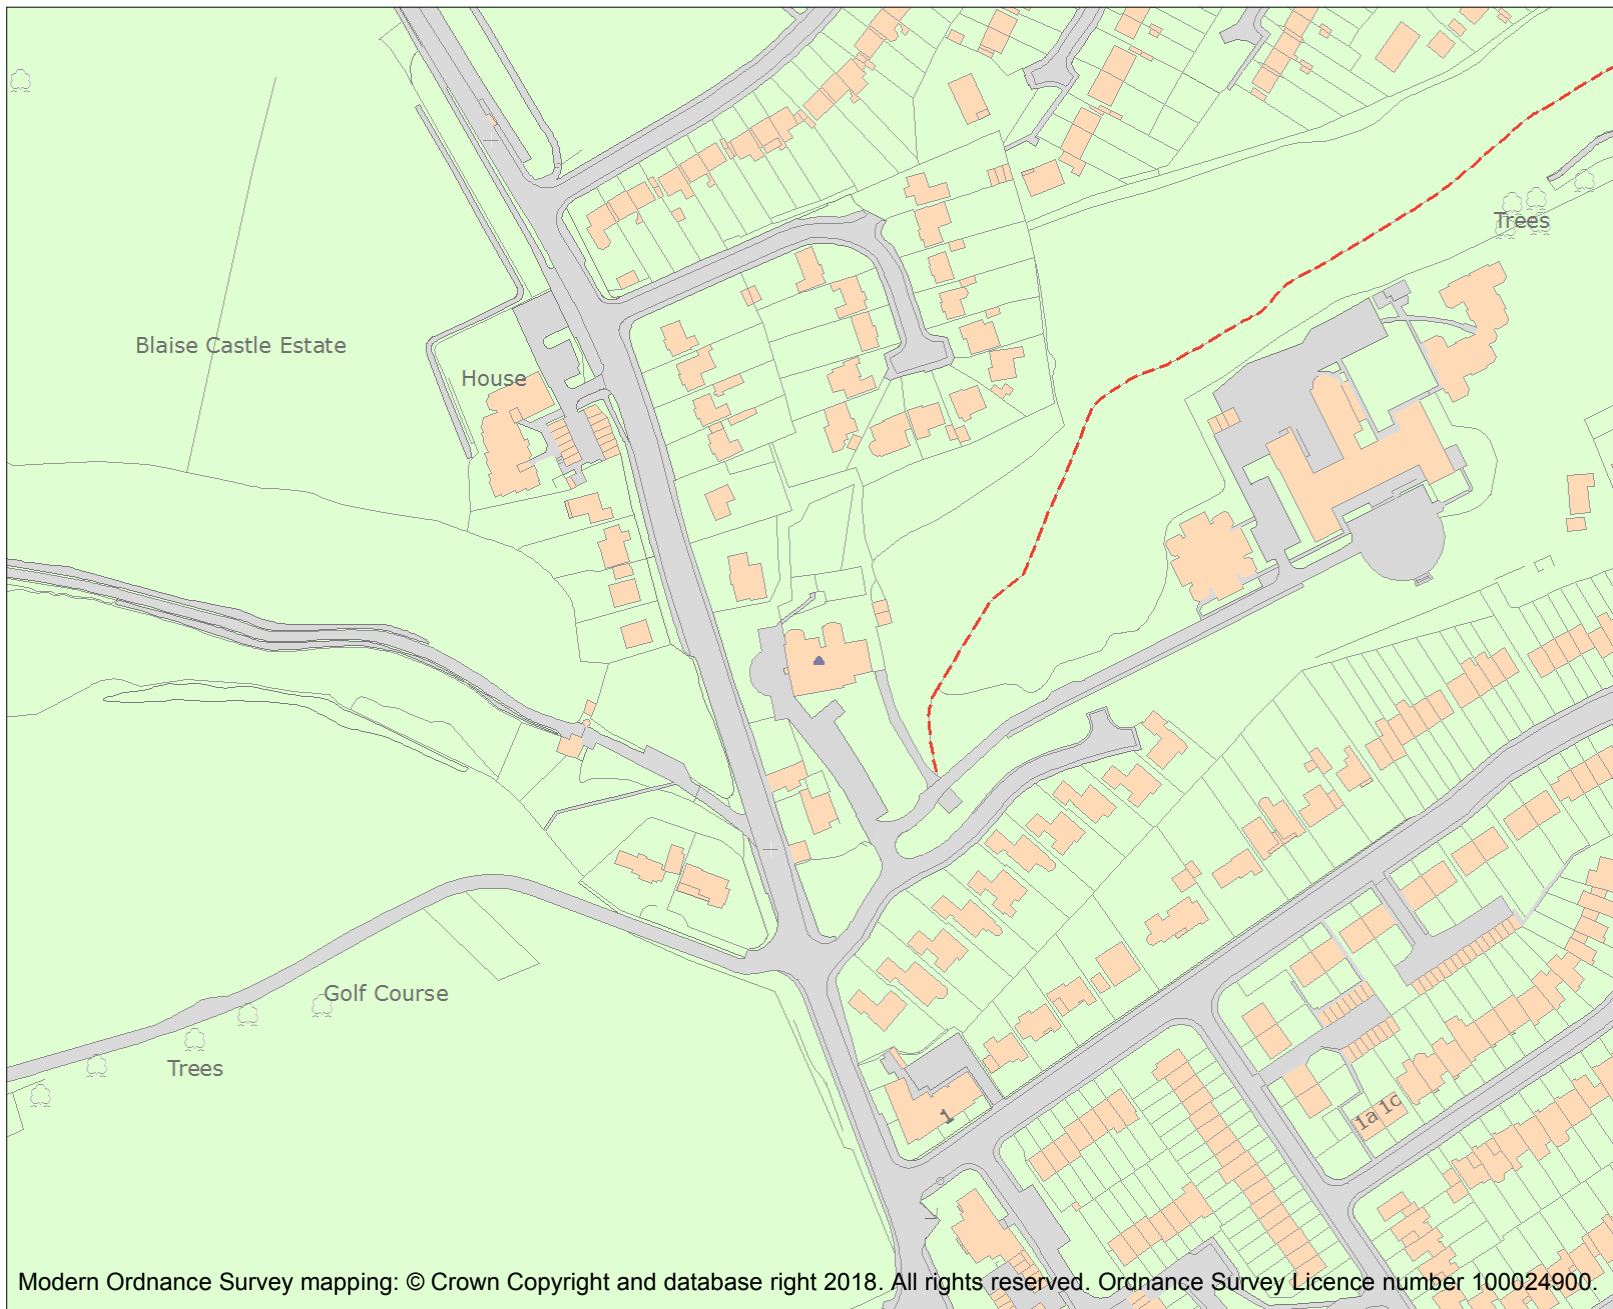 Trees
Blaise Castle Estate
House
Golf Course
Trees
1
1a 1c
Modern Ordnance Survey mapping: © Crown Copyright and database right 2018. All rights reserved. Ordnance Survey Licence number 100024900.